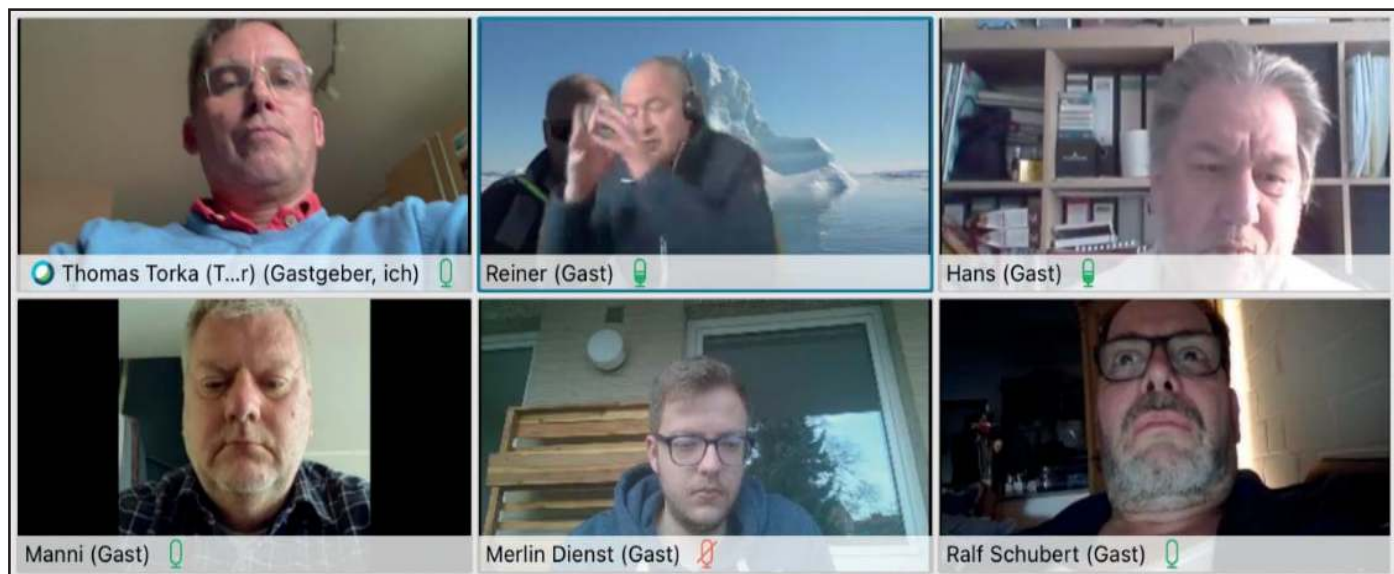 Thomas Torka (T...r) (Gastgeber, ich)
Reiner (Gast)
Hans (Gast)
Manni (Gast)
Merlin Dienst (Gast)
Ralf Schubert (Gast)